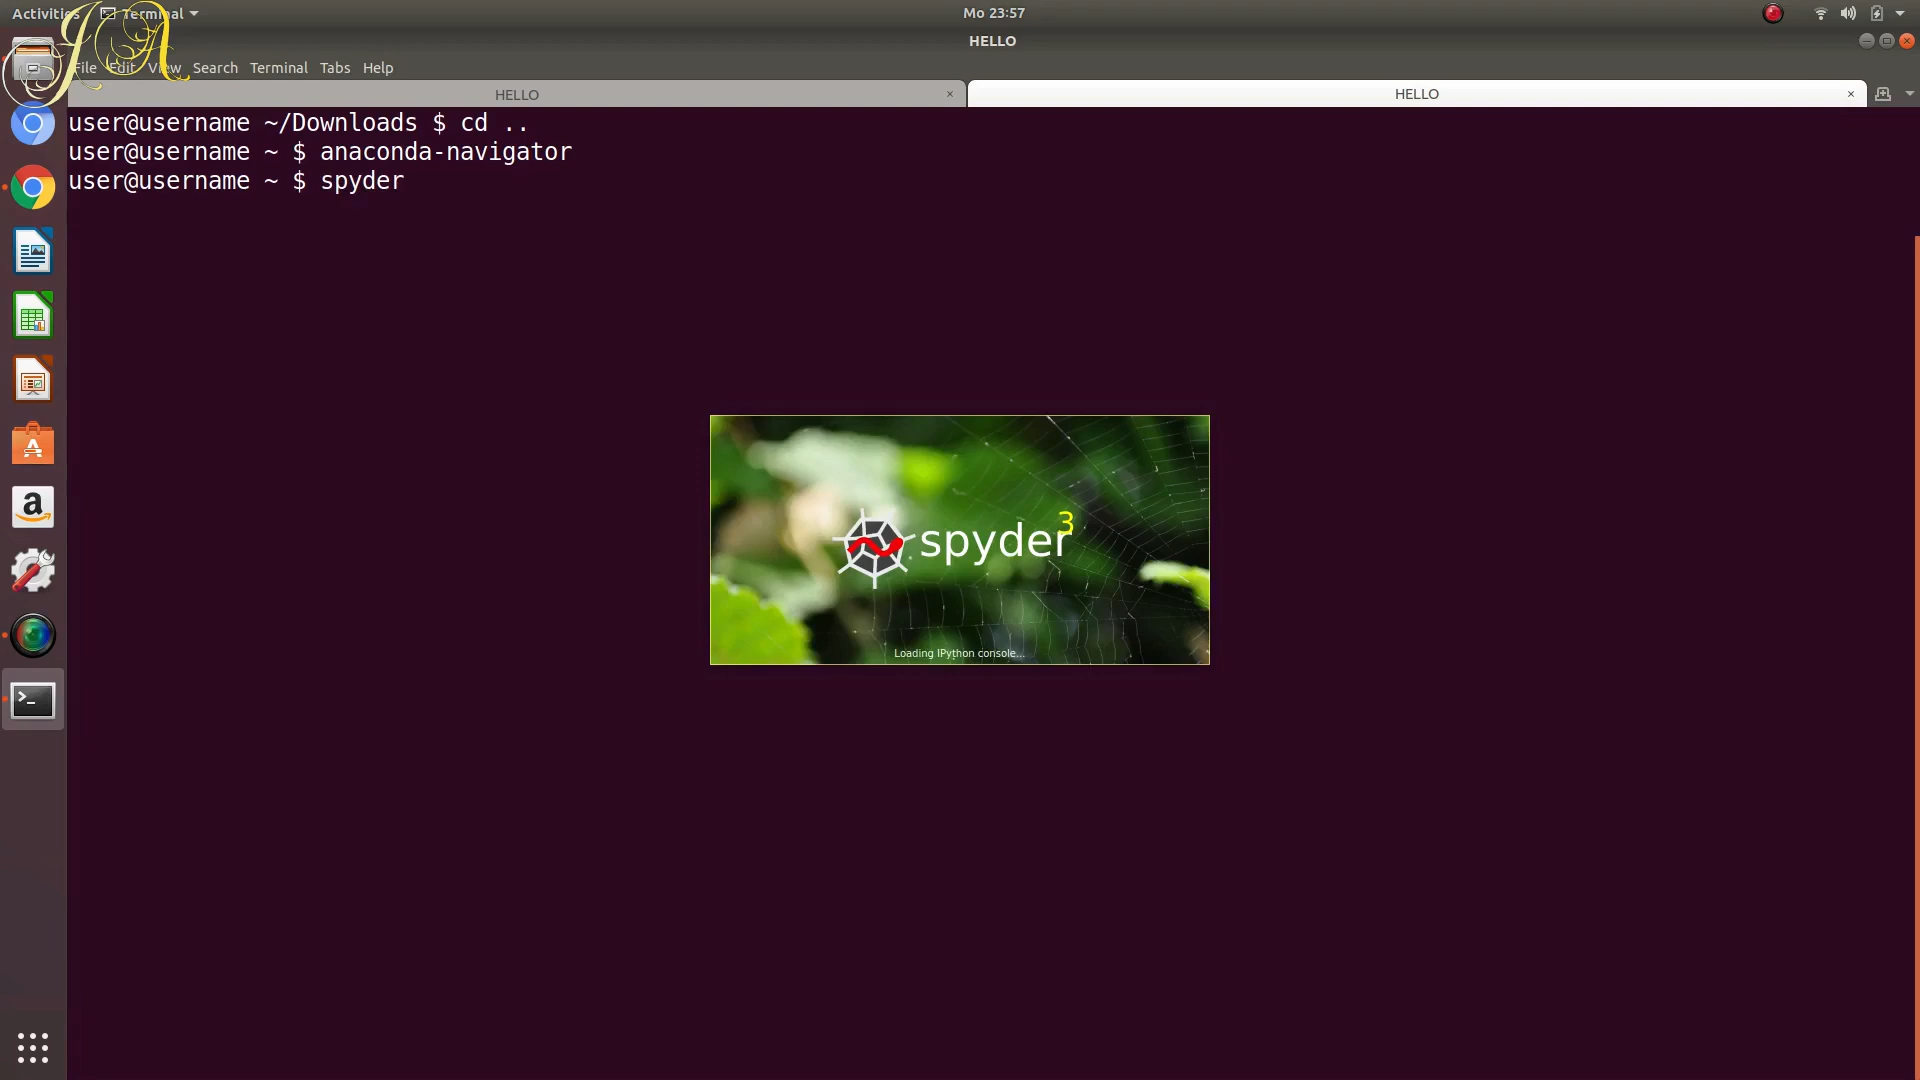 Activities Terminal
Mo 23:57
HELLO
File Edit View Search Terminal Tabs Help
HELLO × HELLO ×
user@username ~/Downloads $ cd ..
user@username ~ $ anaconda-navigator
user@username ~ $ spyder
spyder3
Loading IPython console...
JA